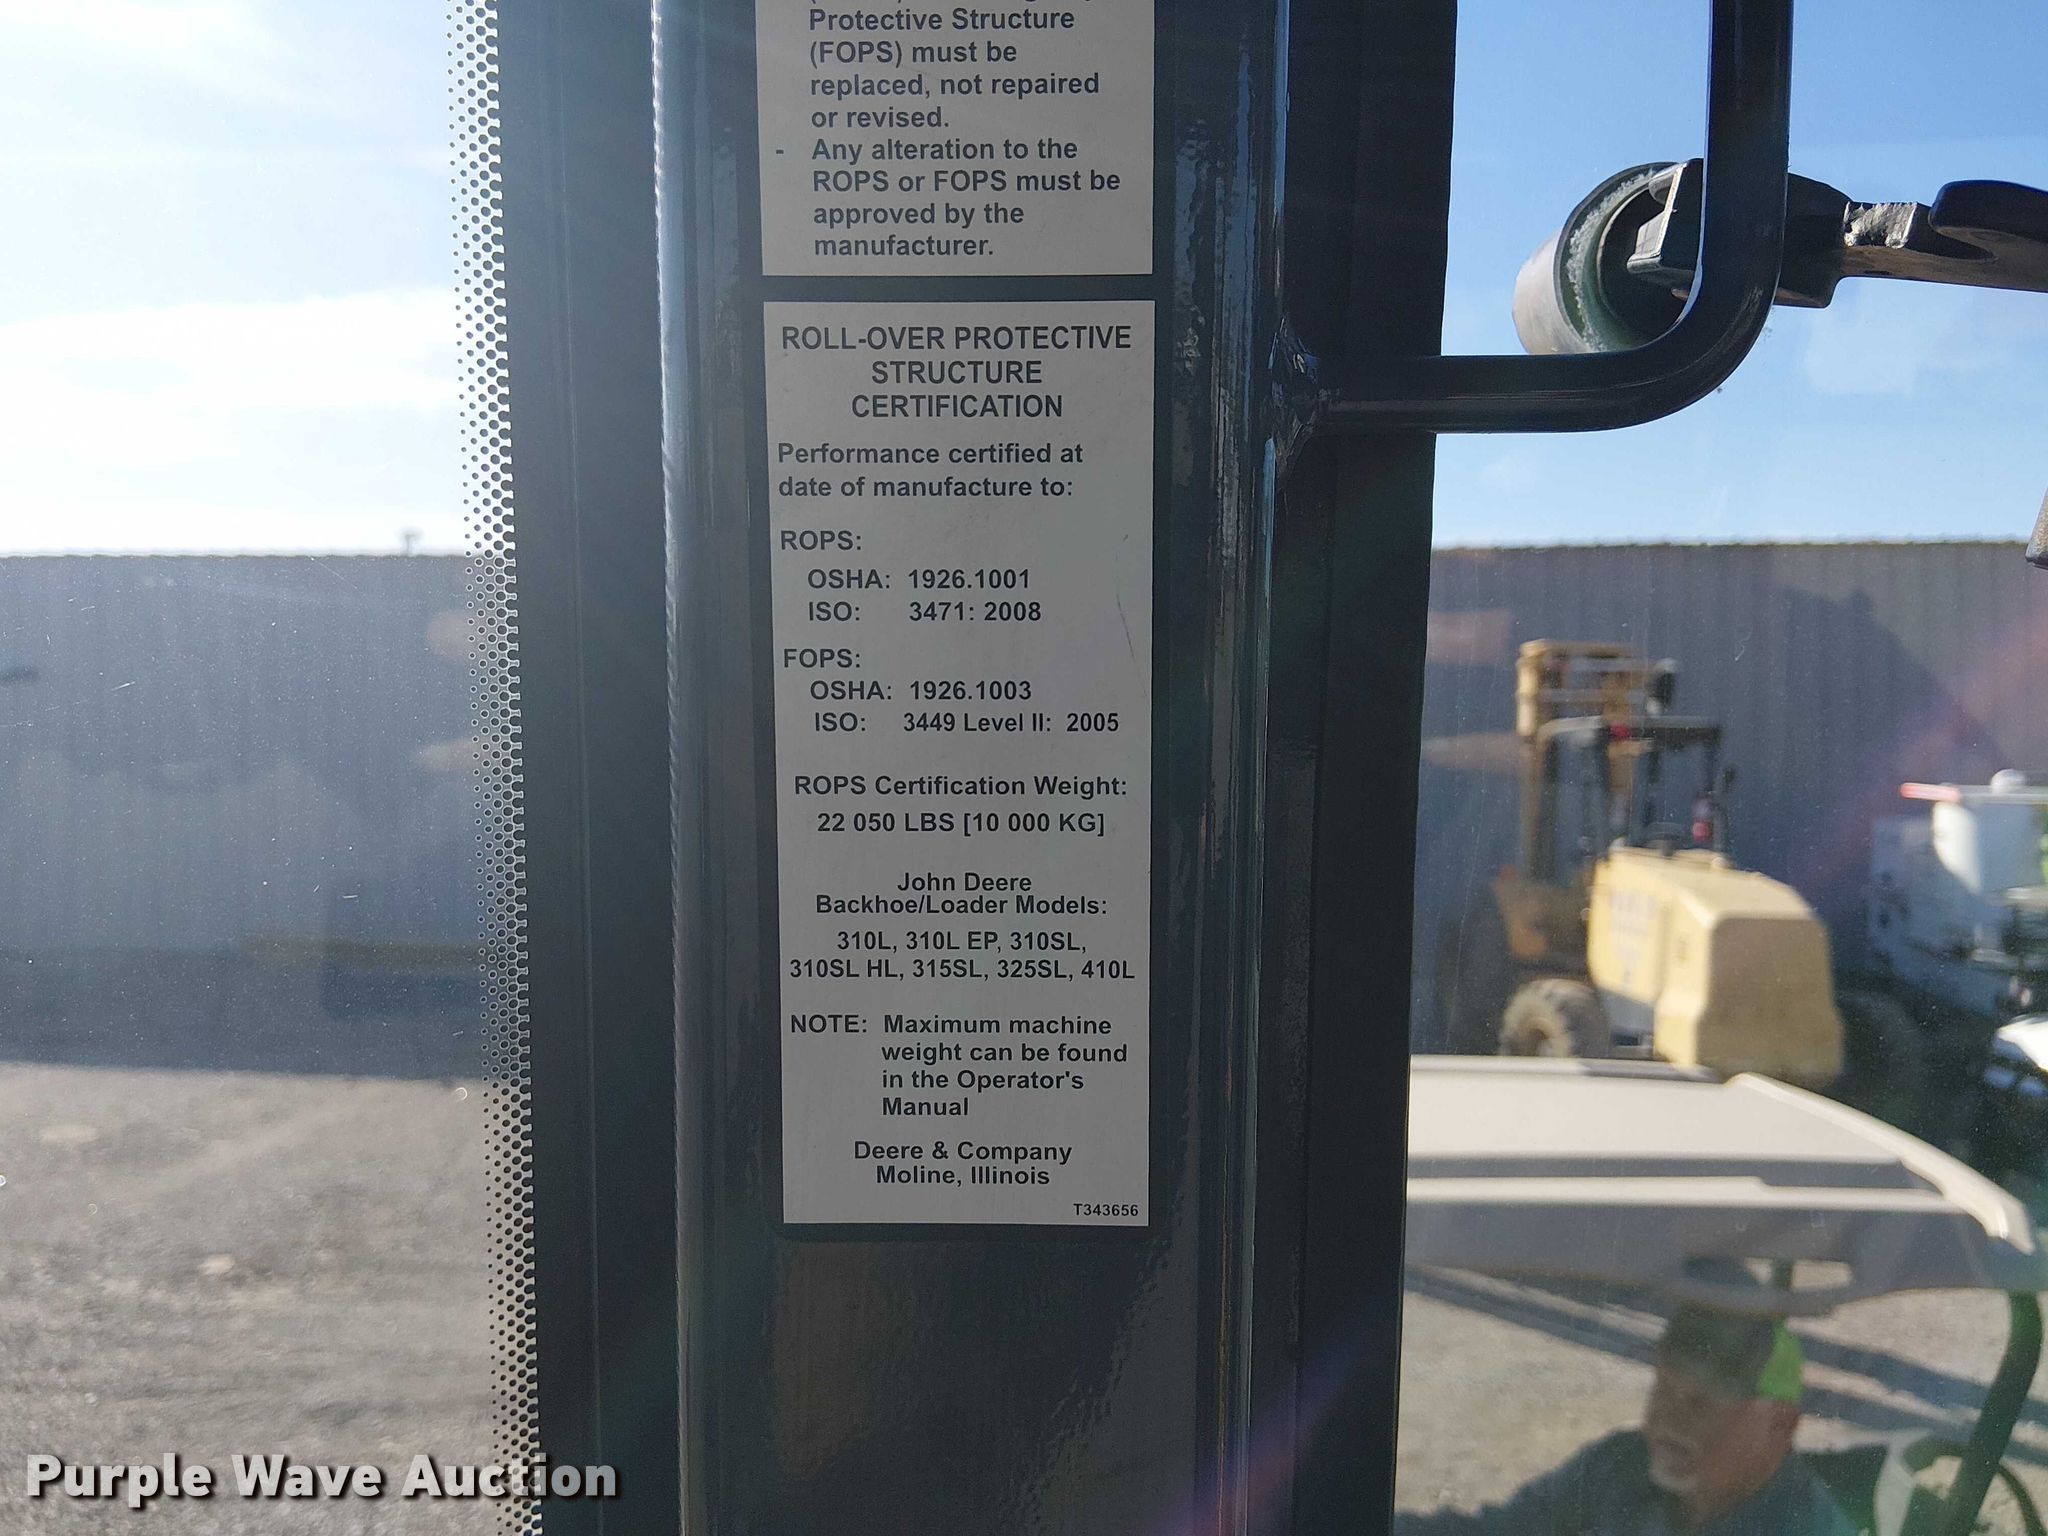 Protective Structure
(FOPS) must be
replaced, not repaired
or revised.
- Any alteration to the
ROPS or FOPS must be
approved by the
manufacturer.
ROLL-OVER PROTECTIVE
STRUCTURE
CERTIFICATION
Performance certified at
date of manufacture to:
ROPS:
OSHA: 1926.1001
ISO: 3471: 2008
FOPS:
OSHA: 1926.1003
ISO: 3449 Level II: 2005
ROPS Certification Weight:
22 050 LBS [10 000 KG]
John Deere
Backhoe/Loader Models:
310L, 310L EP, 310SL,
310SL HL, 315SL, 325SL, 410L
NOTE: Maximum machine
weight can be found
in the Operator's
Manual
Deere & Company
Moline, Illinois
T343656
Purple Wave Auction